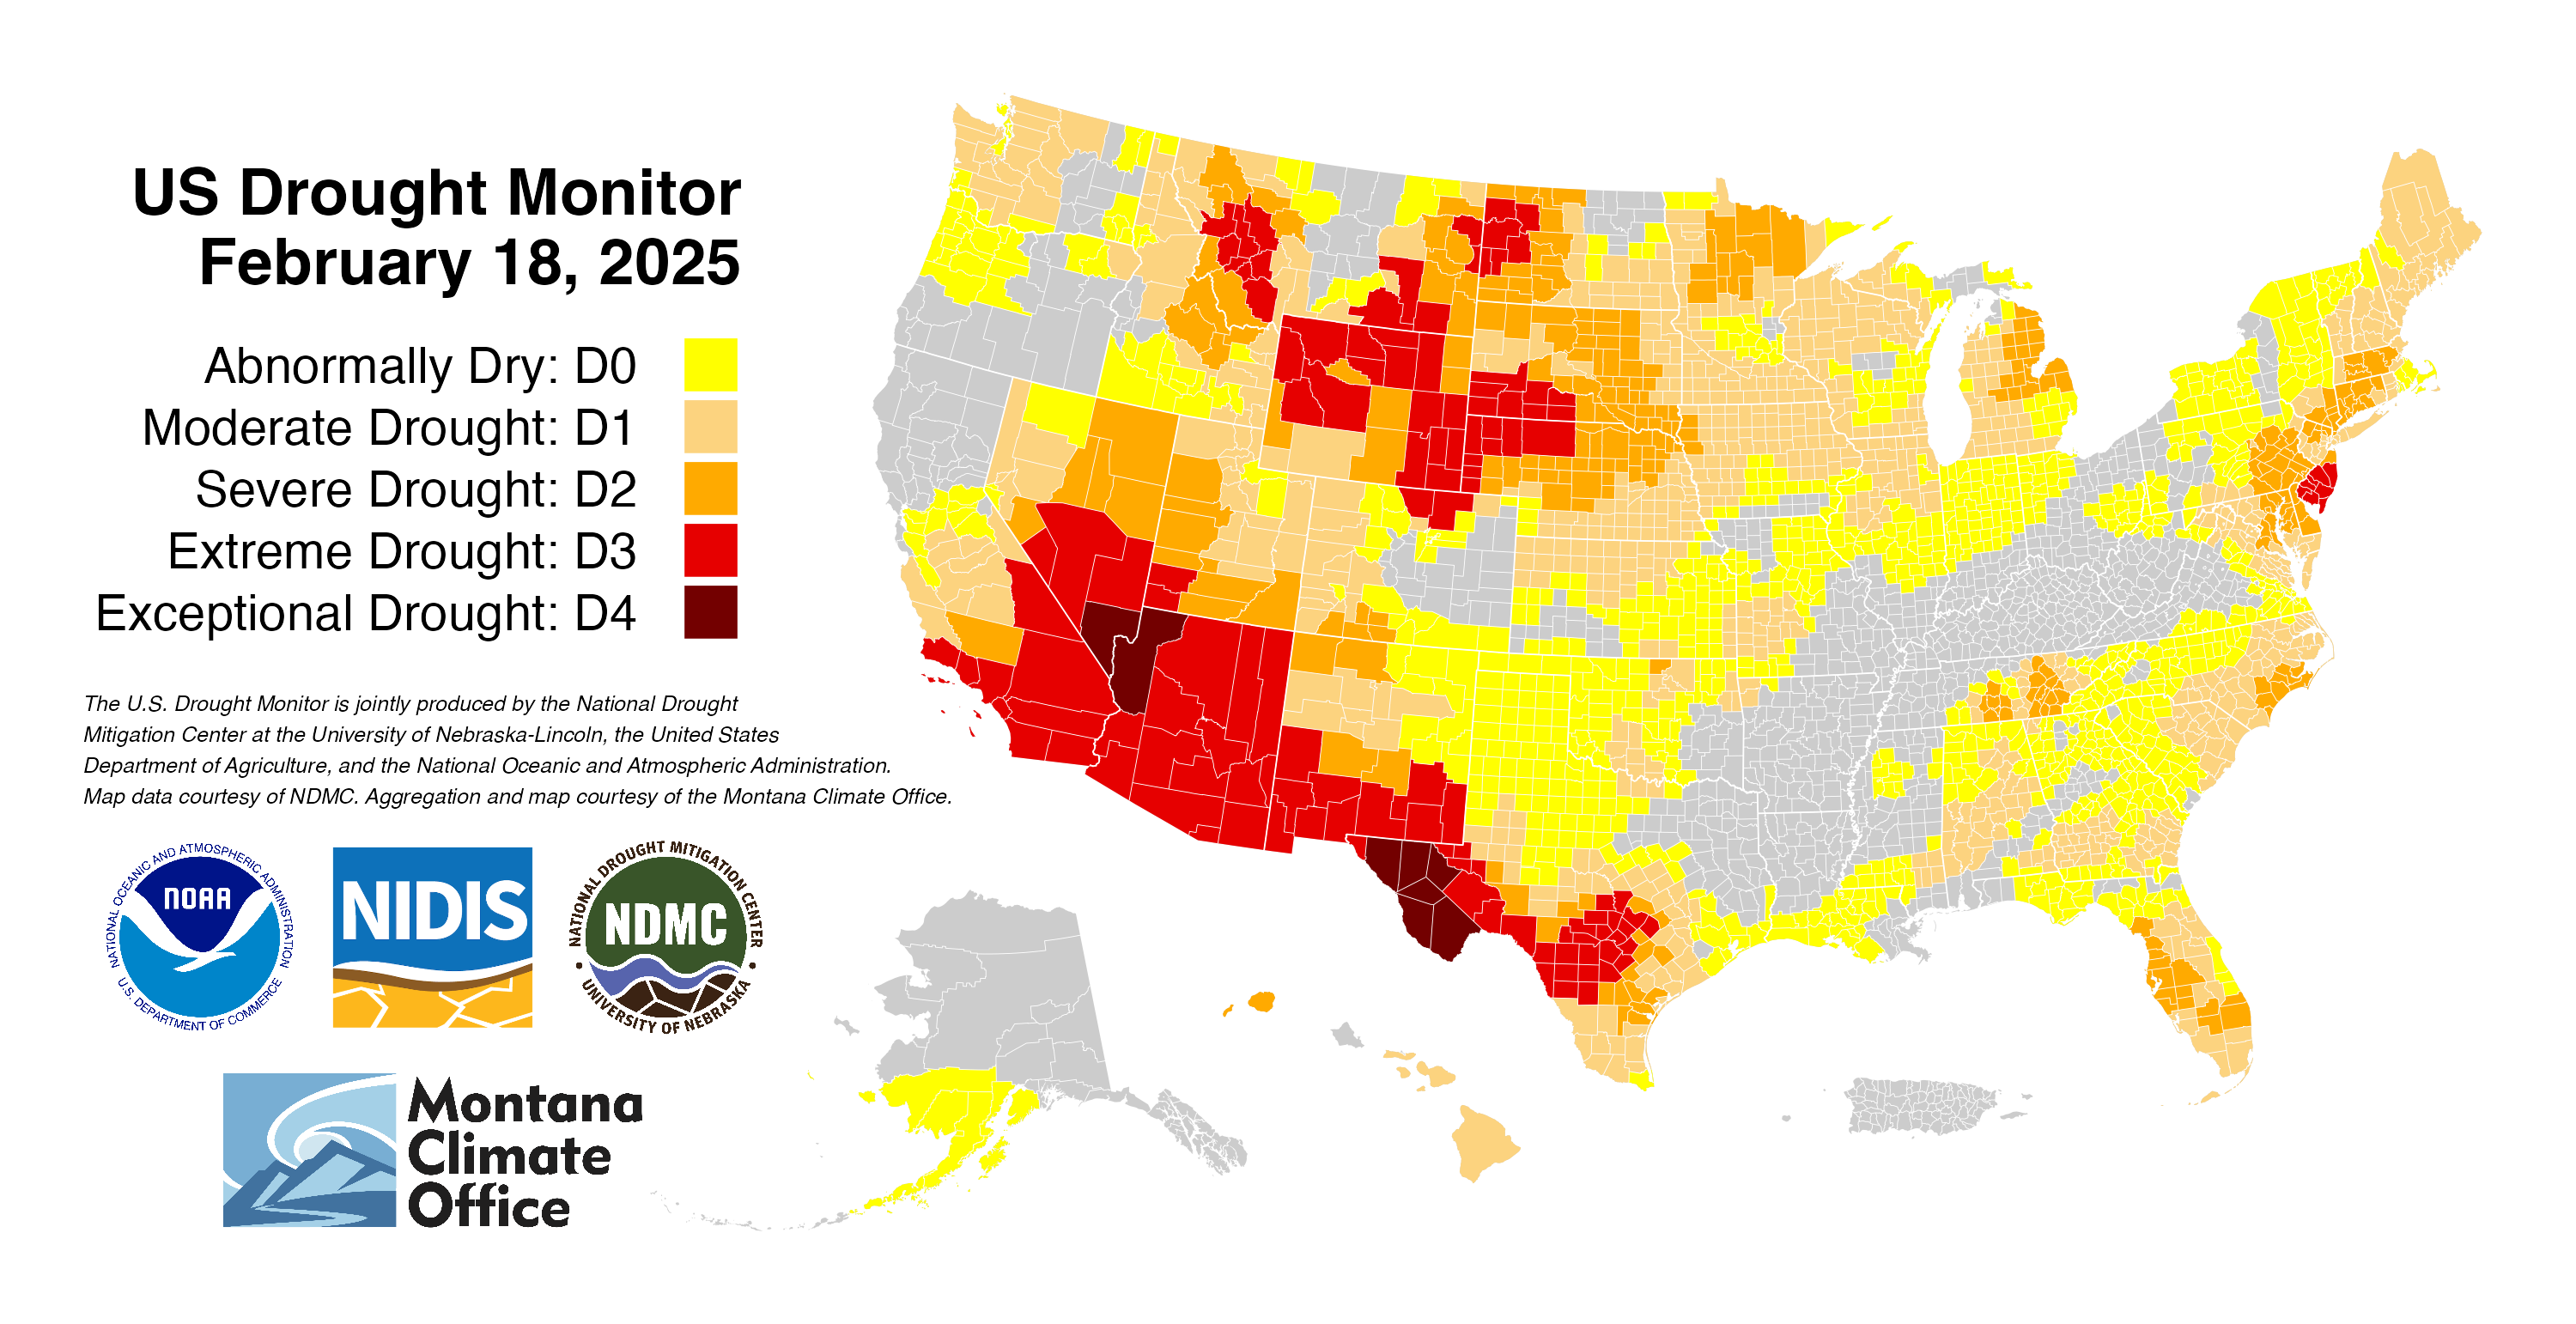 US Drought Monitor
February 18, 2025
Abnormally Dry: D0
Moderate Drought: D1
Severe Drought: D2
Extreme Drought: D3
Exceptional Drought: D4
The U.S. Drought Monitor is jointly produced by the National Drought
Mitigation Center at the University of Nebraska-Lincoln, the United States
Department of Agriculture, and the National Oceanic and Atmospheric Administration.
Map data courtesy of NDMC. Aggregation and map courtesy of the Montana Climate Office.
NATIONAL OCEANIC AND ATMOSPHERIC ADMINISTRATION
NOAA
U.S. DEPARTMENT OF COMMERCE
NIDIS
NATIONAL DROUGHT MITIGATION CENTER
NDMC
UNIVERSITY OF NEBRASKA
Montana
Climate
Office